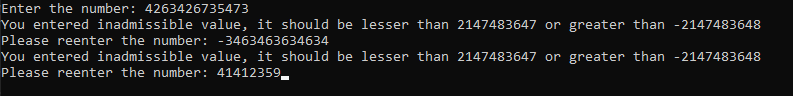 Enter the number: 4263426735473
You entered inadmissible value, it should be lesser than 2147483647 or greater than -2147483648
Please reenter the number: -3463463634634
You entered inadmissible value, it should be lesser than 2147483647 or greater than -2147483648
Please reenter the number: 41412359